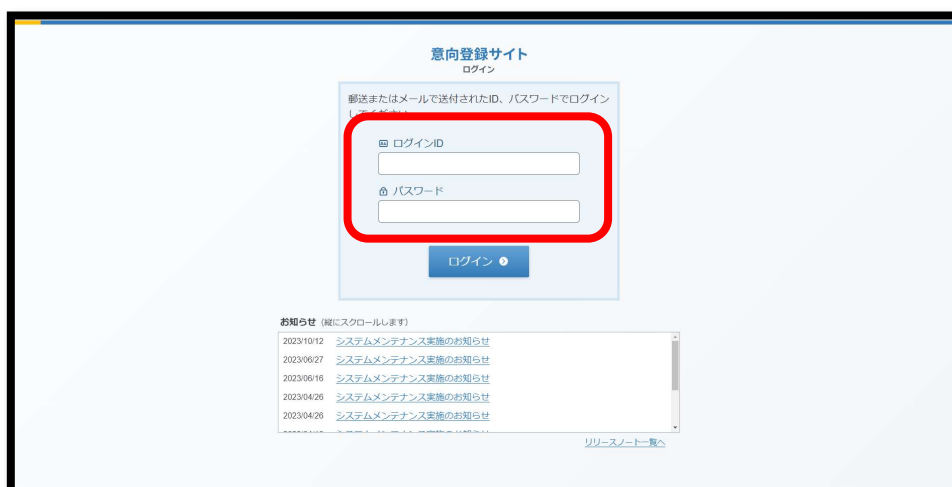 意向登録サイト
ログイン
郵送またはメールで送付されたID、パスワードでログイン
してください
ログインID
パスワード
ログイン
お知らせ (縦にスクロールします)
2023/10/12 システムメンテナンス実施のお知らせ
2023/06/27 システムメンテナンス実施のお知らせ
2023/06/16 システムメンテナンス実施のお知らせ
2023/04/26 システムメンテナンス実施のお知らせ
2023/04/26 システムメンテナンス実施のお知らせ
リリースノート一覧へ